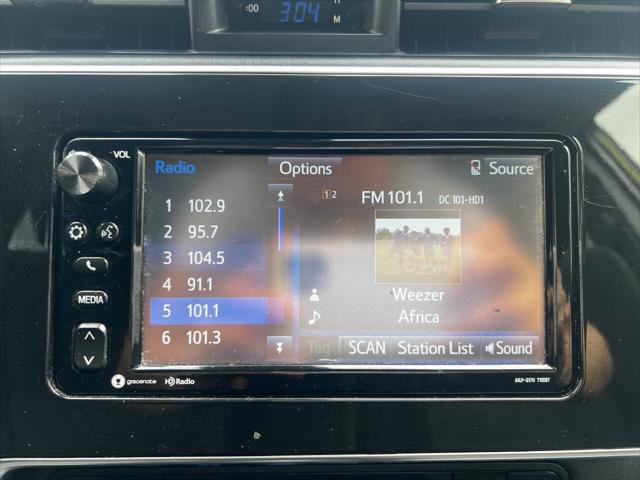 :00 3:04 H
M
VOL
Radio Options Source
1 2 FM 101.1 DC 101-HD1
1 102.9
2 95.7
3 104.5
4 91.1
5 101.1
6 101.3
Weezer
Africa
MEDIA
Tag SCAN Station List Sound
gracenote HD Radio